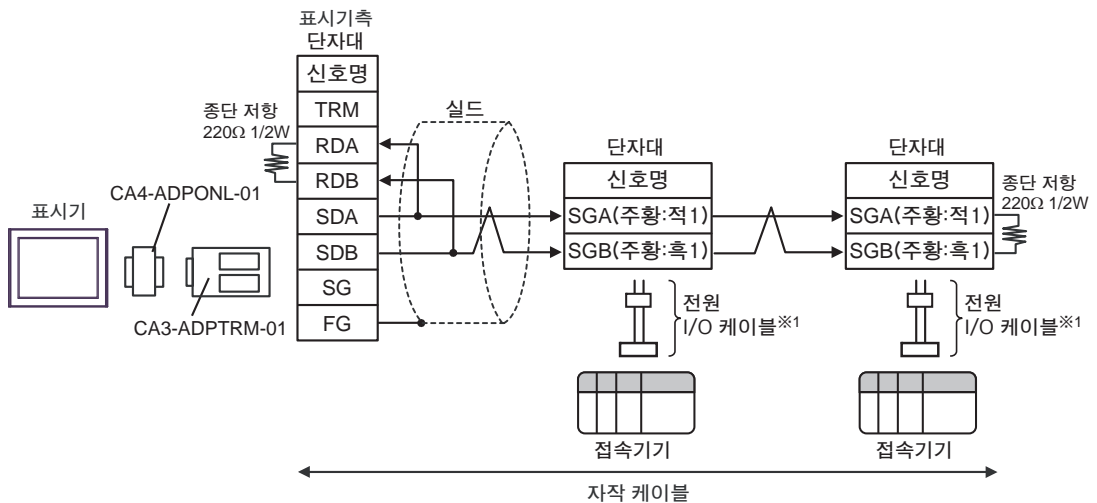 표시기
CA4-ADPONL-01
CA3-ADPTRM-01
종단 저항
220Ω 1/2W
표시기측
단자대
신호명
TRM
RDA
RDB
SDA
SDB
SG
FG
실드
단자대
신호명
SGA(주황:적1)
SGB(주황:흑1)
전원
I/O 케이블※1
접속기기
단자대
신호명
SGA(주황:적1)
SGB(주황:흑1)
종단 저항
220Ω 1/2W
전원
I/O 케이블※1
접속기기
자작 케이블